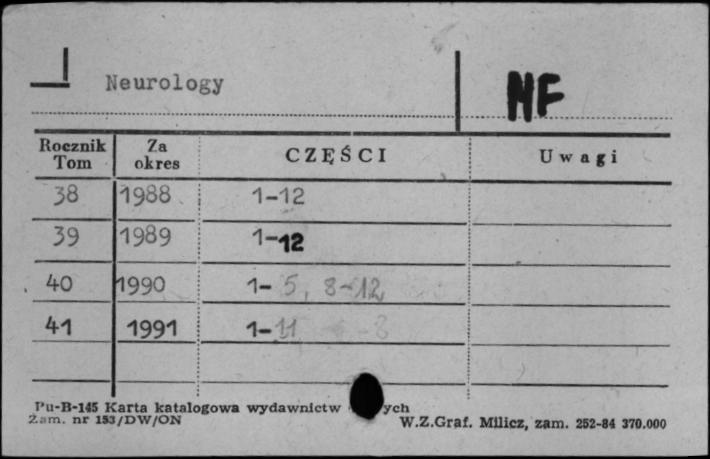 Neurology MF
Rocznik Tom Za okres CZĘŚCI Uwagi
38 1988 1-12
39 1989 1-12
40 1990 1-5, 8-12
41 1991 1-11 -8
Pu-B-145 Karta katalogowa wydawnictw ych
Zam. nr 153/DW/ON W.Z.Graf. Milicz, zam. 252-84 370.000